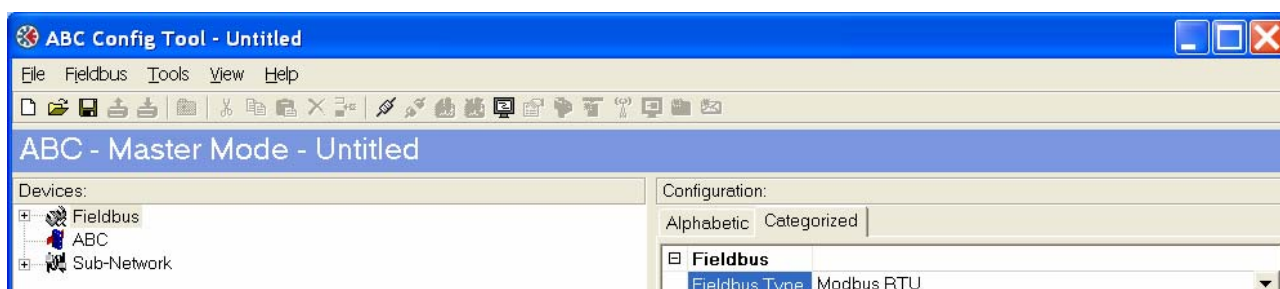 ABC Config Tool - Untitled
File Fieldbus Tools View Help
ABC - Master Mode - Untitled
Devices:
Fieldbus
ABC
Sub-Network
Configuration:
Alphabetic Categorized
Fieldbus
Fieldbus Type Modbus RTU